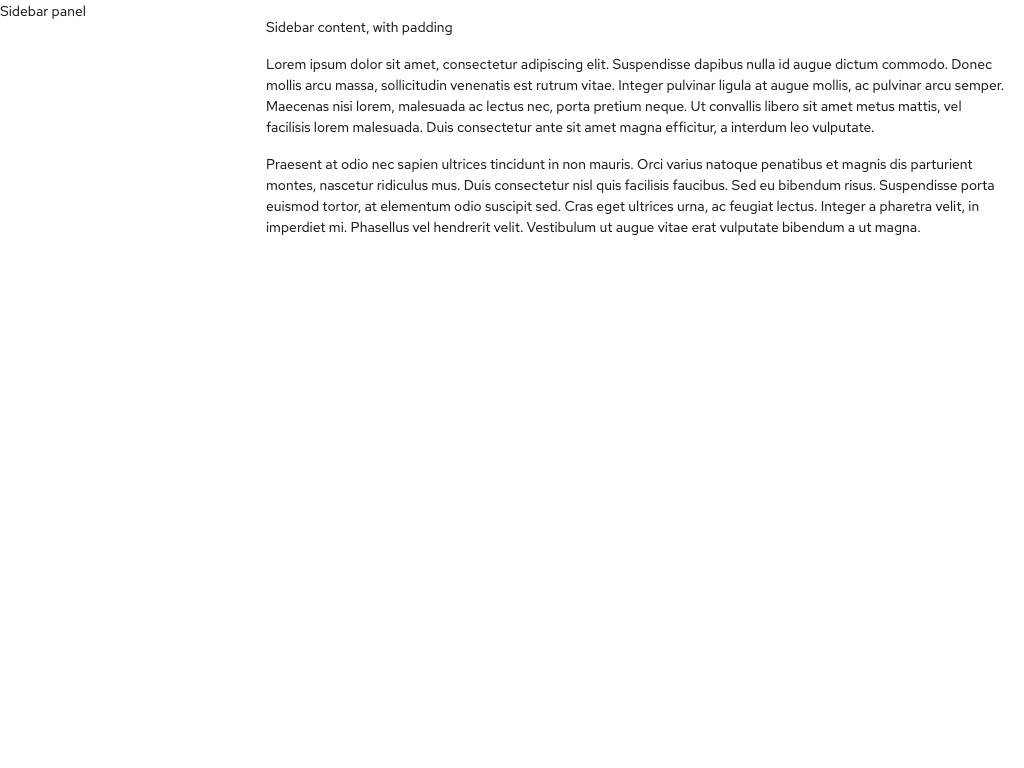 Sidebar panel
Sidebar content, with padding
Lorem ipsum dolor sit amet, consectetur adipiscing elit. Suspendisse dapibus nulla id augue dictum commodo. Donec
mollis arcu massa, sollicitudin venenatis est rutrum vitae. Integer pulvinar ligula at augue mollis, ac pulvinar arcu semper.
Maecenas nisi lorem, malesuada ac lectus nec, porta pretium neque. Ut convallis libero sit amet metus mattis, vel
facilisis lorem malesuada. Duis consectetur ante sit amet magna efficitur, a interdum leo vulputate.
Praesent at odio nec sapien ultrices tincidunt in non mauris. Orci varius natoque penatibus et magnis dis parturient
montes, nascetur ridiculus mus. Duis consectetur nisl quis facilisis faucibus. Sed eu bibendum risus. Suspendisse porta
euismod tortor, at elementum odio suscipit sed. Cras eget ultrices urna, ac feugiat lectus. Integer a pharetra velit, in
imperdiet mi. Phasellus vel hendrerit velit. Vestibulum ut augue vitae erat vulputate bibendum a ut magna.